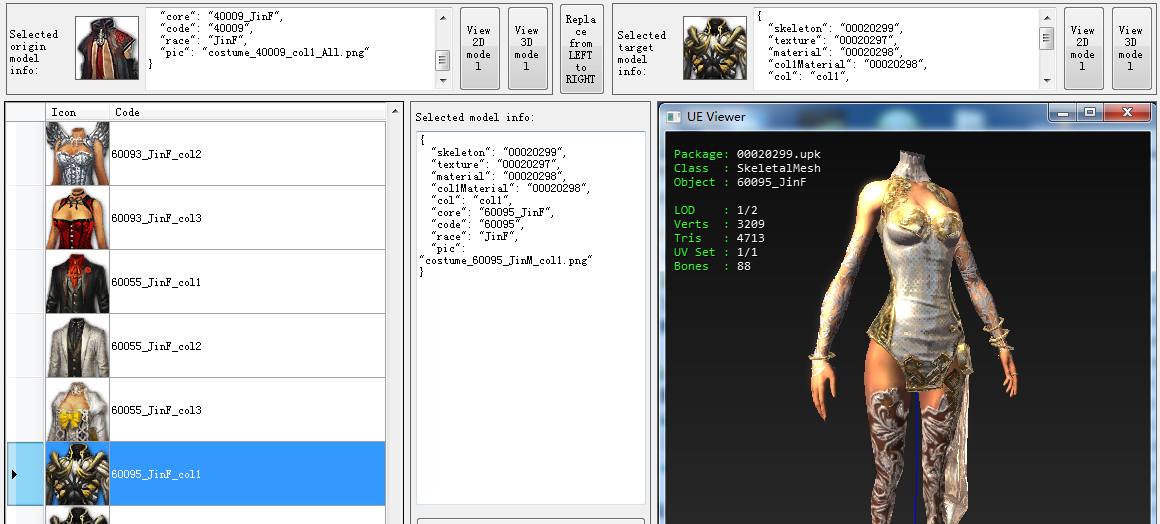 Selected
origin
model
info:
"core": "40009_JinF",
"code": "40009",
"race": "JinF",
"pic": "costume_40009_col1_All.png"
}
View
2D
mode
l
View
3D
mode
l
Repla
ce
from
LEFT
to
RIGHT
Selected
target
model
info:
{
"skeleton": "00020299",
"texture": "00020297",
"material": "00020298",
"col1Material": "00020298",
"col": "col1",
View
2D
mode
l
View
3D
mode
l
Icon Code
60093_JinF_col2
60093_JinF_col3
60055_JinF_col1
60055_JinF_col2
60055_JinF_col3
60095_JinF_col1
Selected model info:
{
"skeleton": "00020299",
"texture": "00020297",
"material": "00020298",
"col1Material": "00020298",
"col": "col1",
"core": "60095_JinF",
"code": "60095",
"race": "JinF",
"pic":
"costume_60095_JinM_col1.png"
}
UE Viewer
Package: 00020299.upk
Class : SkeletalMesh
Object : 60095_JinF
LOD : 1/2
Verts : 3209
Tris : 4713
UV Set : 1/1
Bones : 88